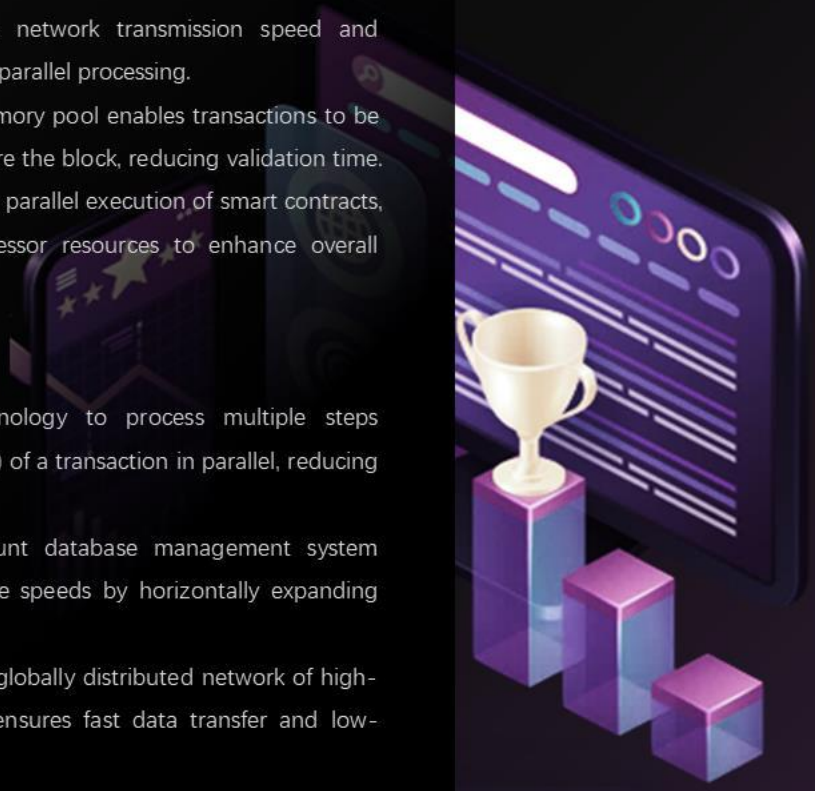 network transmission speed and
parallel processing.
mory pool enables transactions to be
re the block, reducing validation time.
parallel execution of smart contracts,
essor resources to enhance overall
nology to process multiple steps
) of a transaction in parallel, reducing
unt database management system
e speeds by horizontally expanding
globally distributed network of high-
ensures fast data transfer and low-